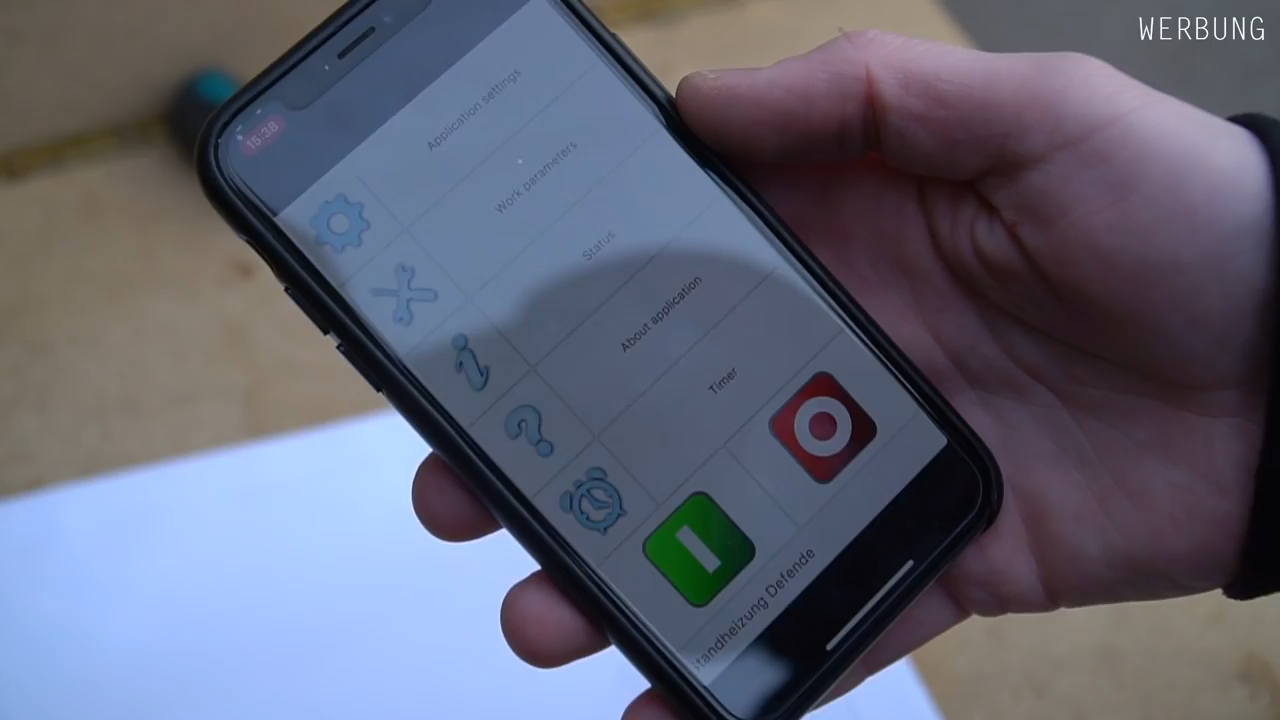 WERBUNG
15:38
Application settings
Work parameters
Status
About application
Timer
tandheizung Defende